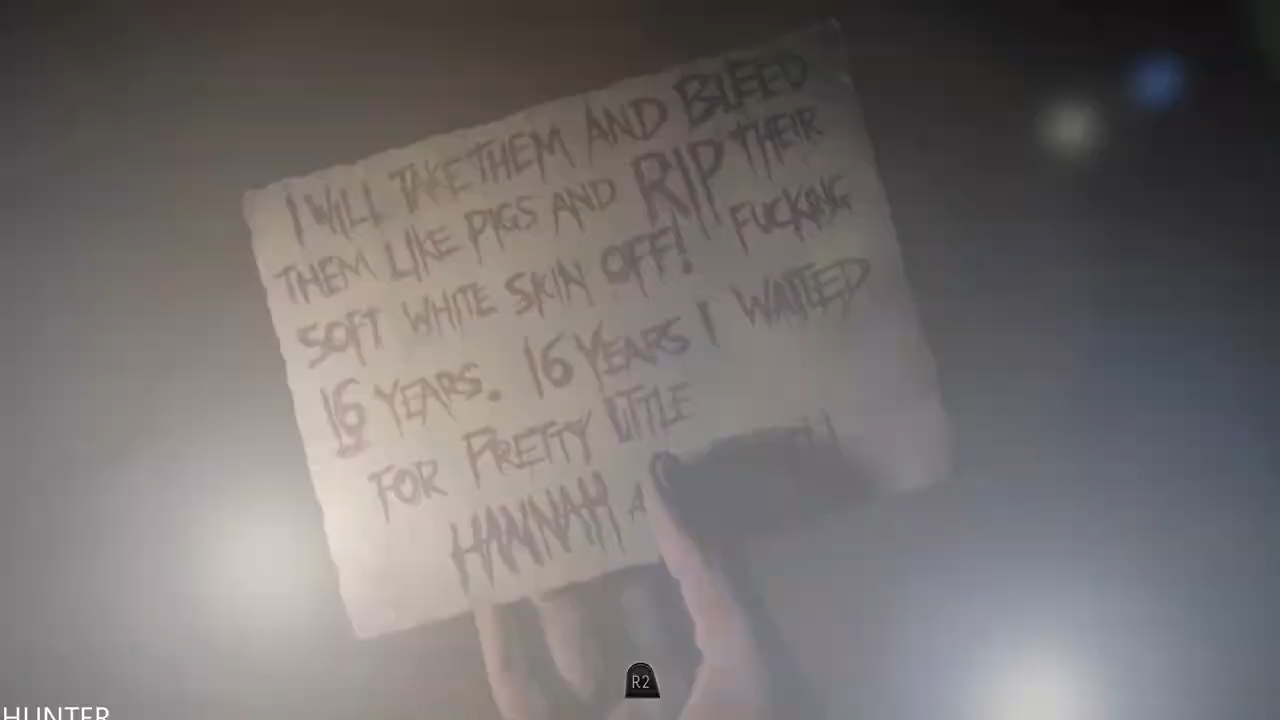 I WILL TAKE THEM AND BLEED
THEM LIKE PIGS AND RIP THEIR
SOFT WHITE SKIN OFF! FUCKING
16 YEARS. 16 YEARS I WAITED
FOR PRETTY LITTLE
HANNAH A
R2
HUNTER